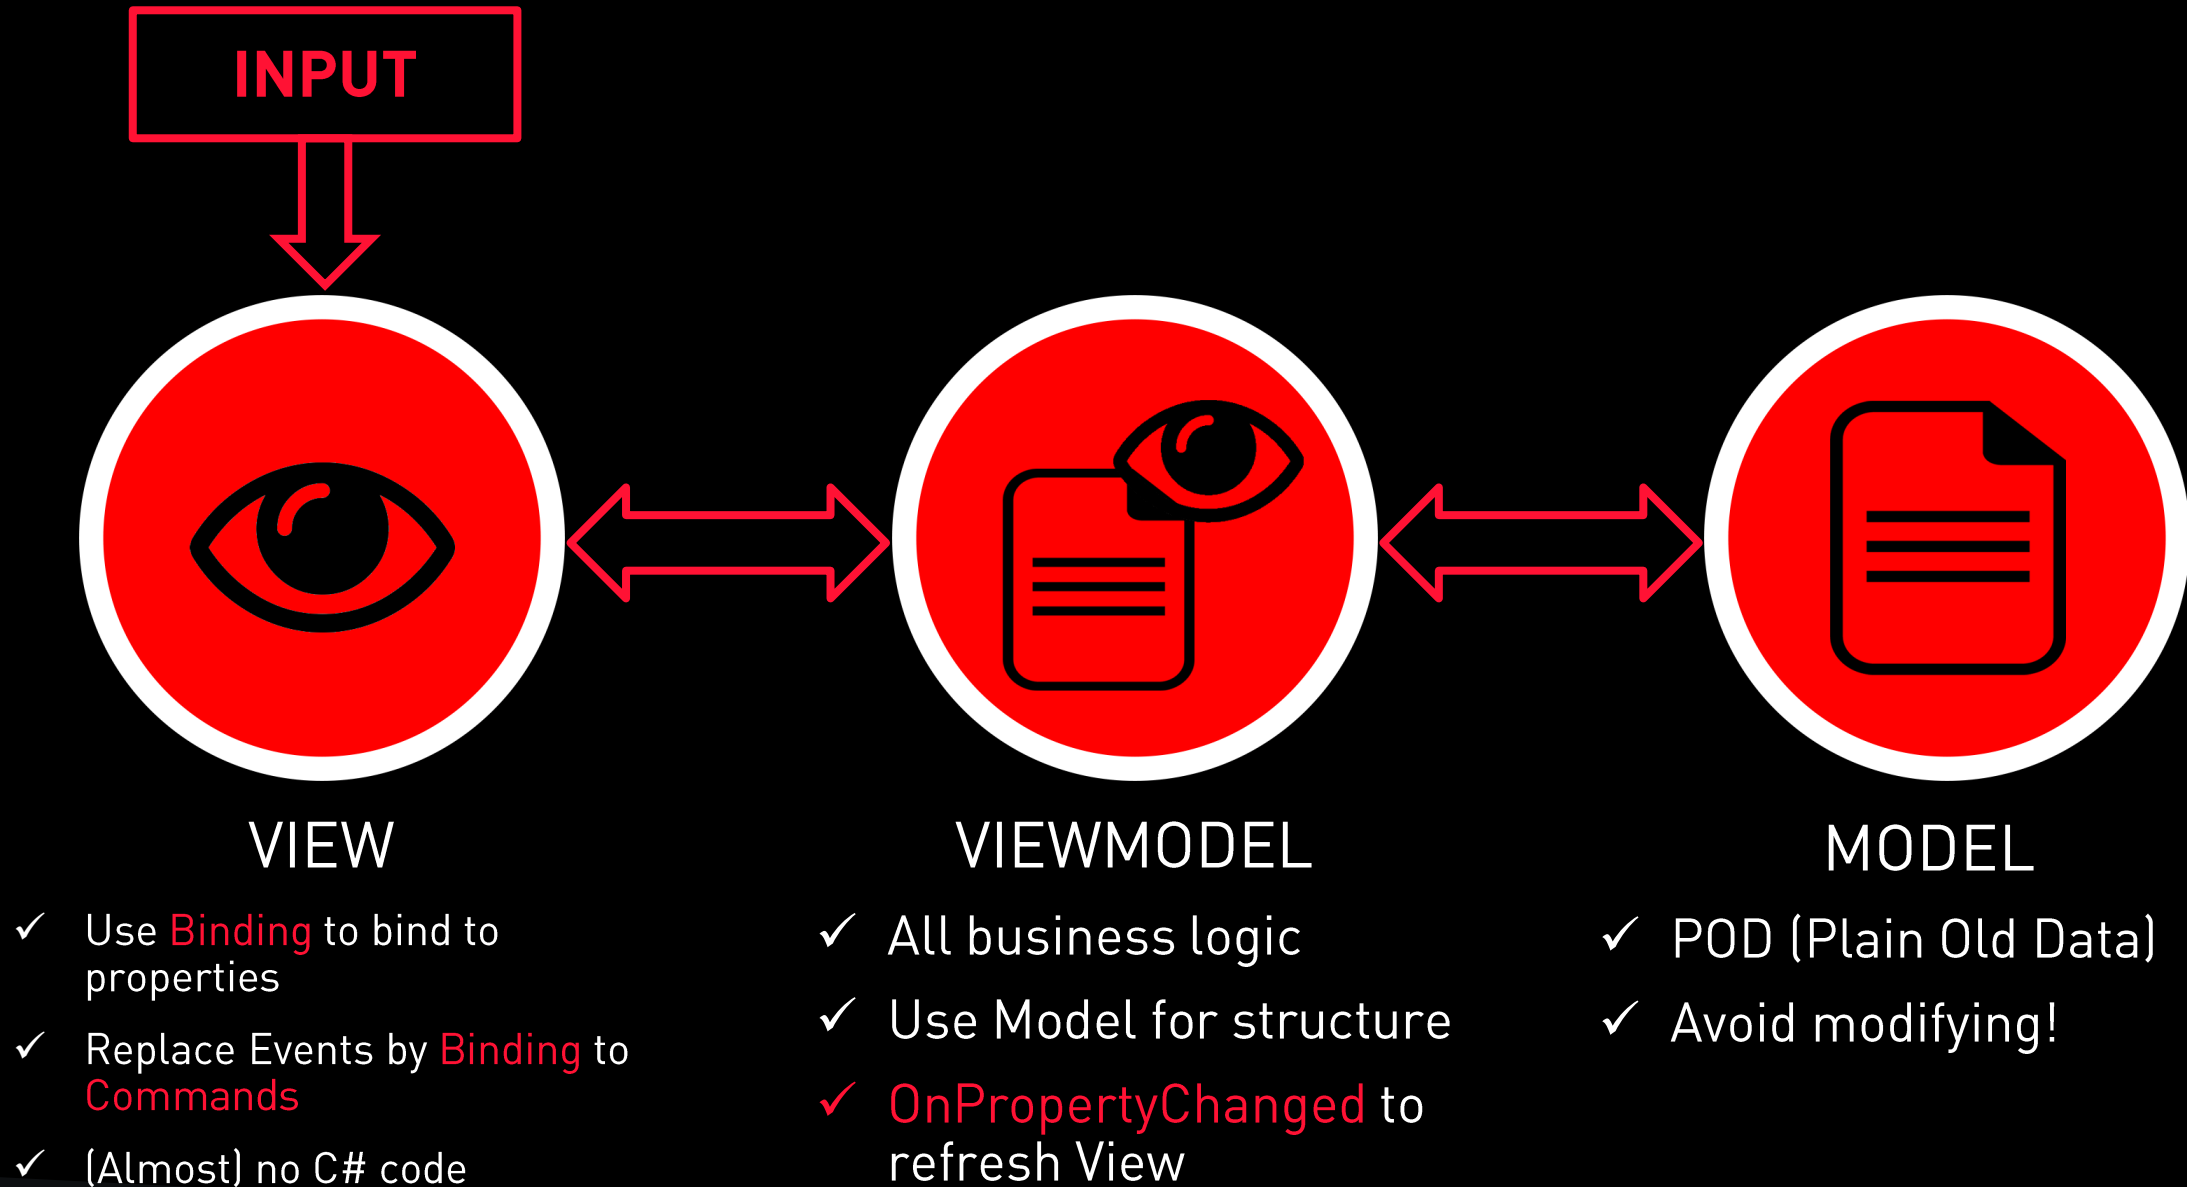 INPUT
VIEW
✓ Use Binding to bind to
properties
✓ Replace Events by Binding to
Commands
✓ (Almost) no C# code
VIEWMODEL
✓ All business logic
✓ Use Model for structure
✓ OnPropertyChanged to
refresh View
MODEL
✓ POD (Plain Old Data)
✓ Avoid modifying!